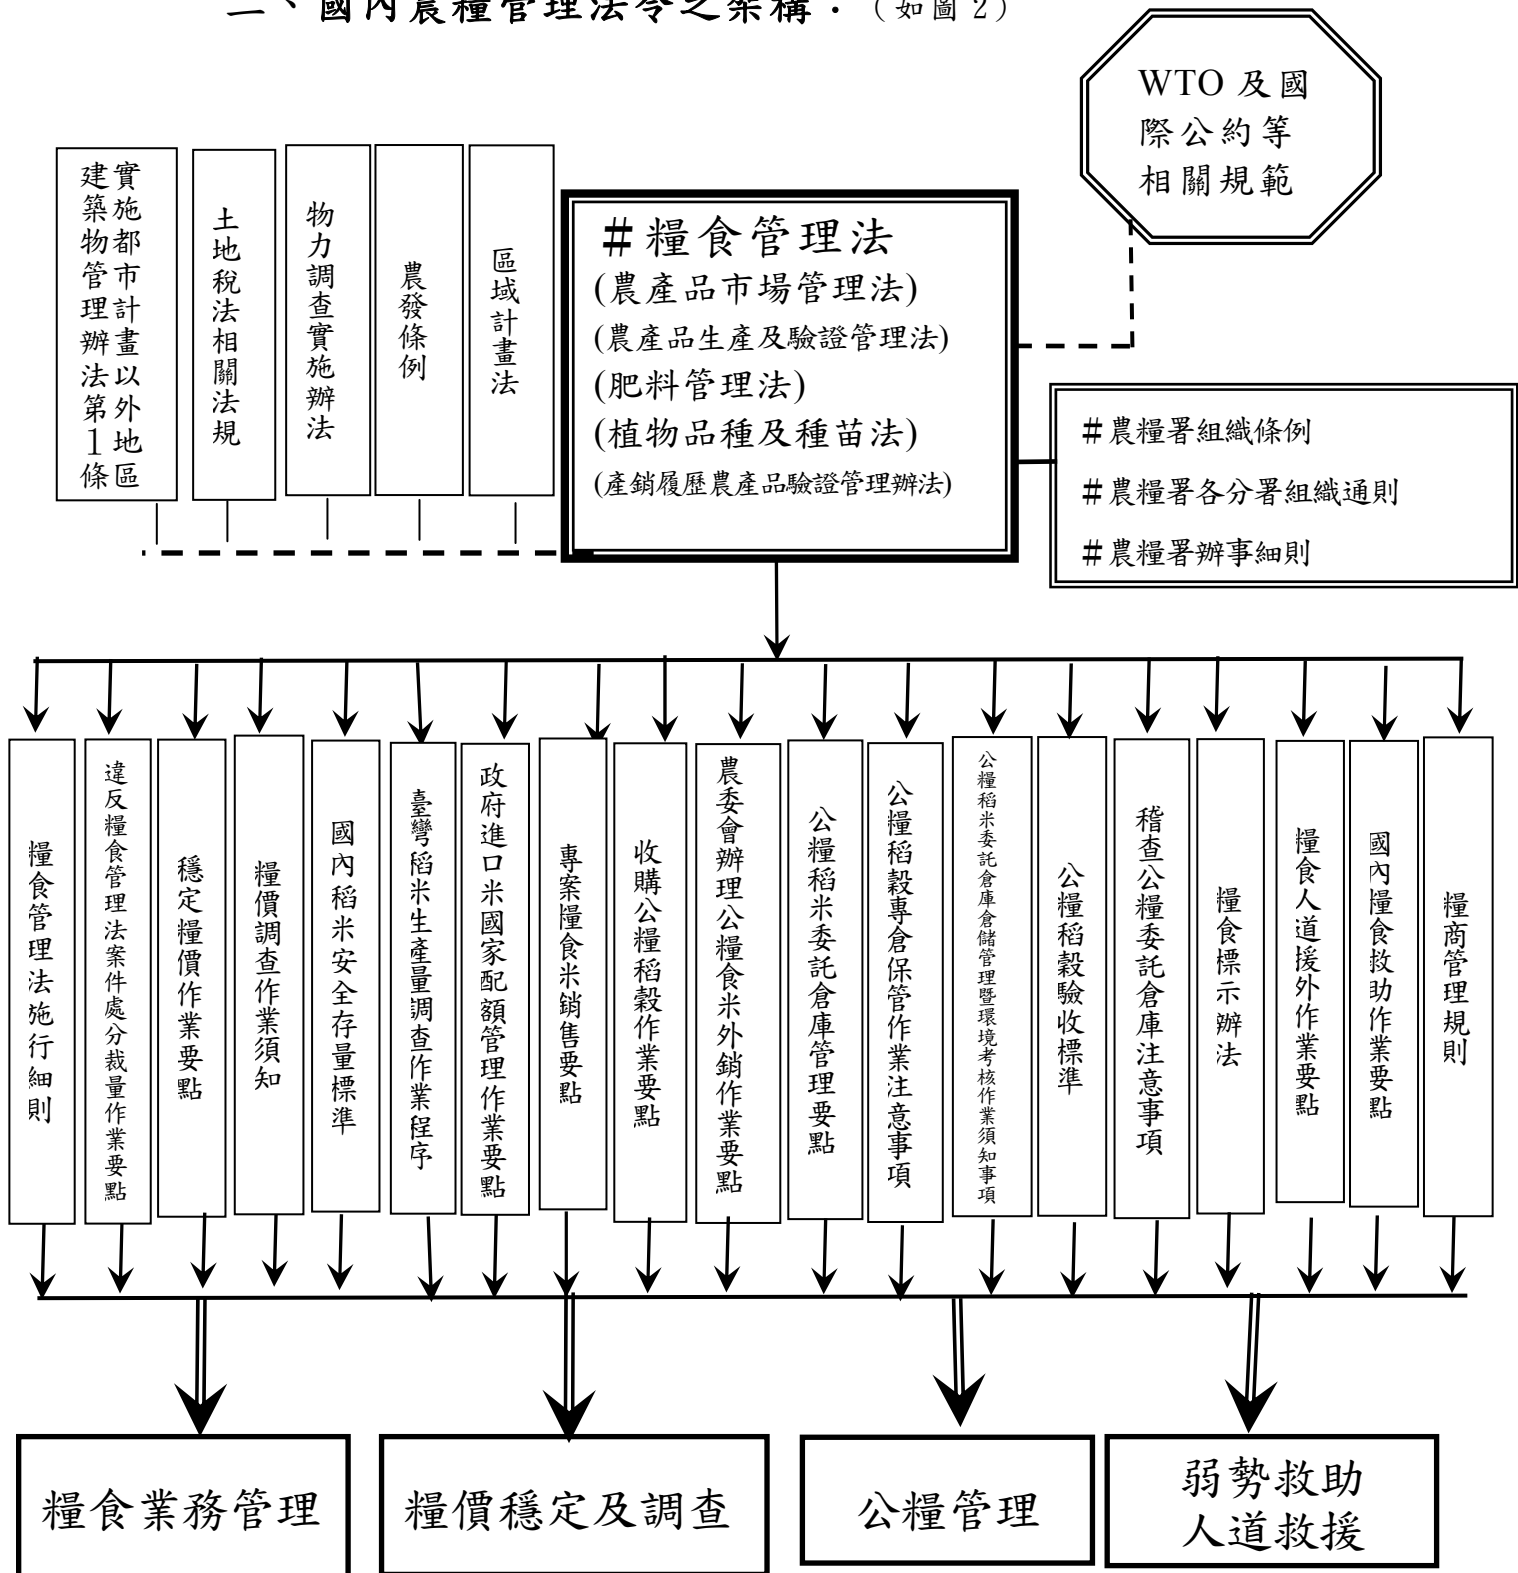 二、國內農糧管理法令之架構：（如圖2）
WTO 及國
際公約等
相關規範
實施都市計畫以外地區
建築物管理辦法第1條
土地稅法相關法規
物力調查實施辦法
農發條例
區域計畫法
#糧食管理法
(農產品市場管理法)
(農產品生產及驗證管理法)
(肥料管理法)
(植物品種及種苗法)
(產銷履歷農產品驗證管理辦法)
#農糧署組織條例
#農糧署各分署組織通則
#農糧署辦事細則
糧食管理法施行細則
違反糧食管理法案件處分裁量作業要點
穩定糧價作業要點
糧價調查作業須知
國內稻米安全存量標準
臺灣稻米生產量調查作業程序
政府進口米國家配額管理作業要點
專案糧食米銷售要點
收購公糧稻穀作業要點
農委會辦理公糧食米外銷作業要點
公糧稻米委託倉庫管理要點
公糧稻穀專倉保管作業注意事項
公糧稻米委託倉庫倉儲管理暨環境考核作業須知事項
公糧稻穀驗收標準
稽查公糧委託倉庫注意事項
糧食標示辦法
糧食人道援外作業要點
國內糧食救助作業要點
糧商管理規則
糧食業務管理
糧價穩定及調查
公糧管理
弱勢救助
人道救援